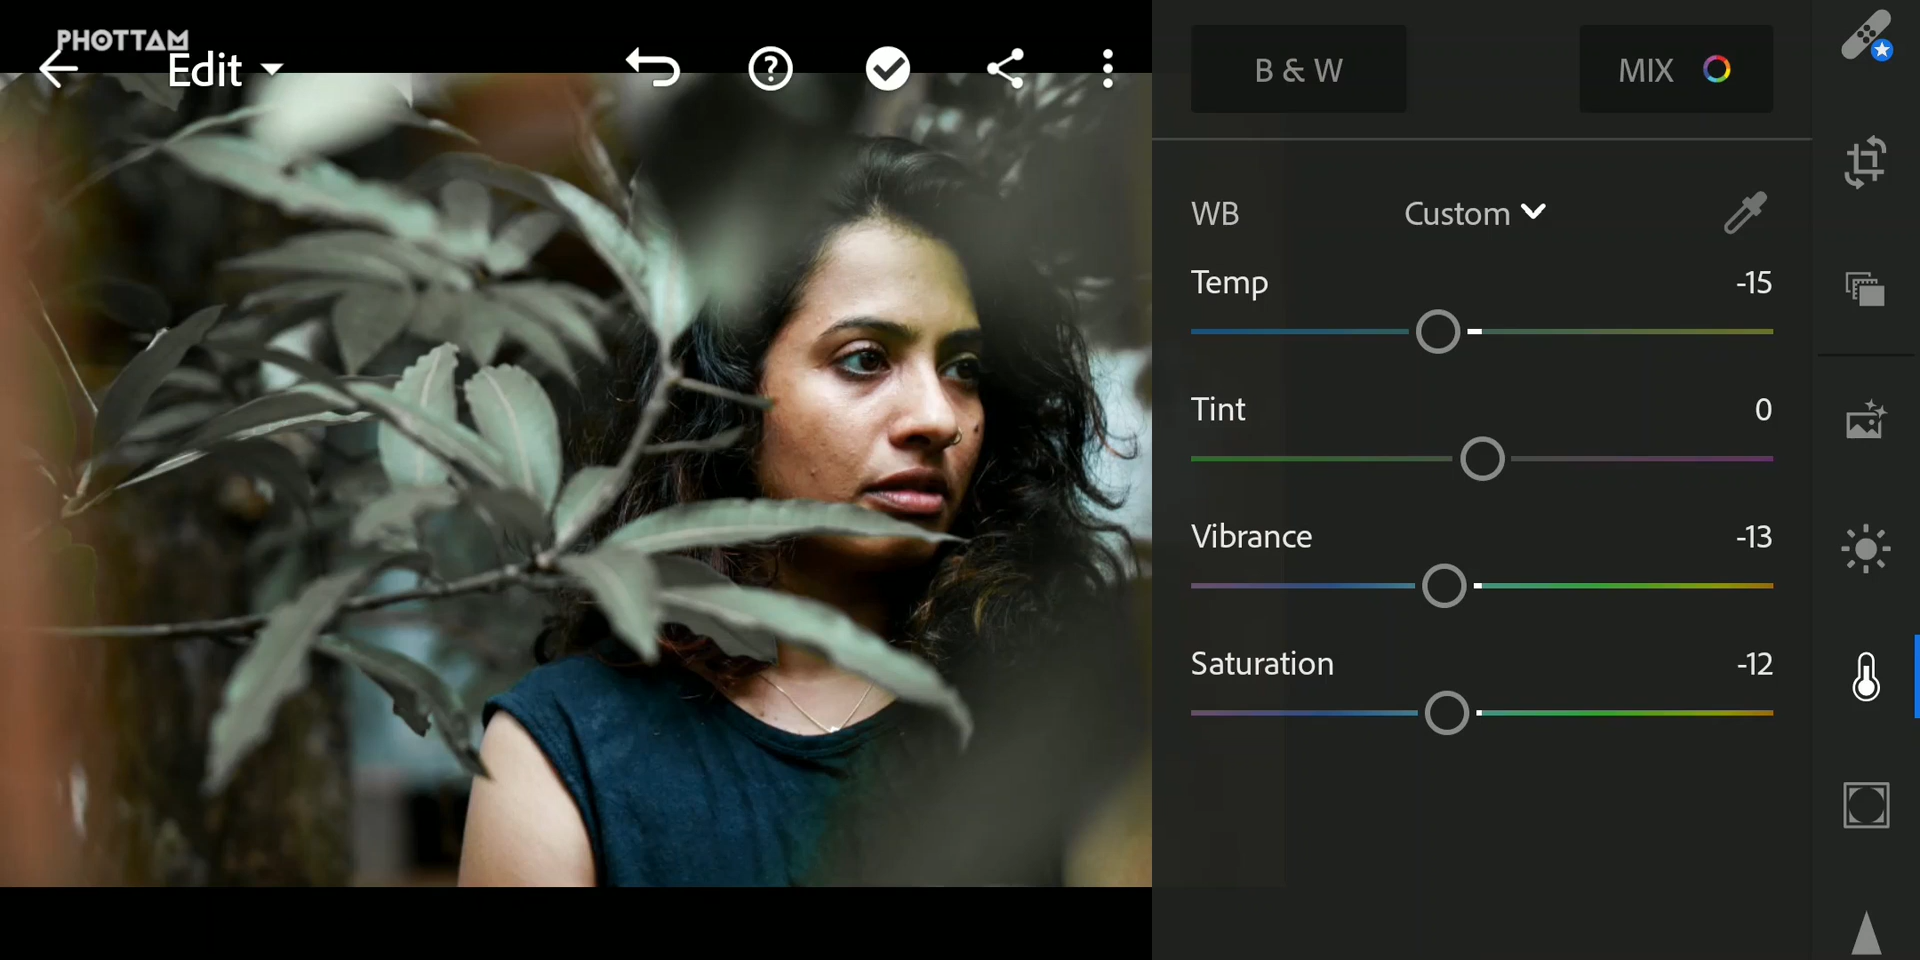 PHOTTAM
Edit
B & W
MIX
WB
Custom
Temp
-15
Tint
0
Vibrance
-13
Saturation
-12